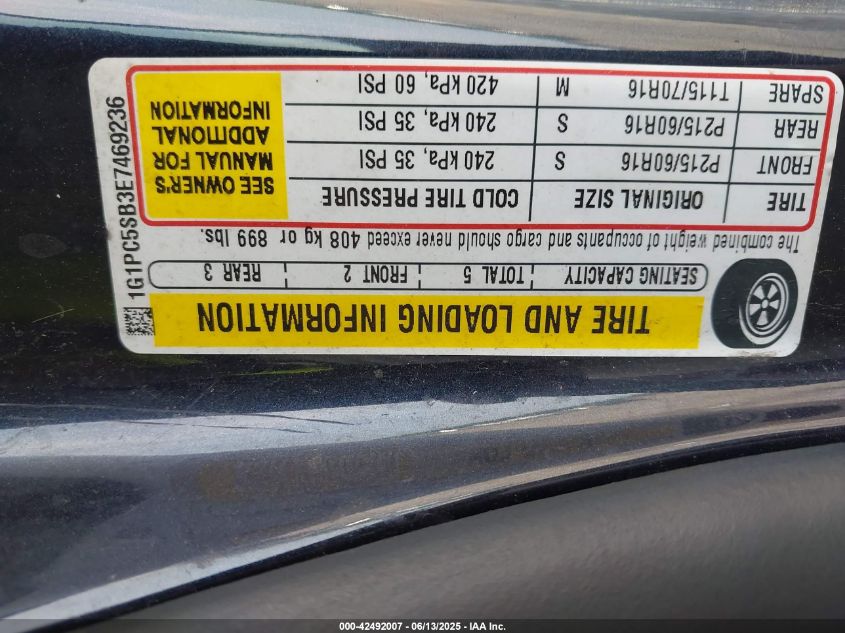 TIRE AND LOADING INFORMATION
SEATING CAPACITY TOTAL 5 FRONT 2 REAR 3
The combined weight of occupants and cargo should never exceed 408 kg or 899 lbs.
TIRE ORIGINAL SIZE COLD TIRE PRESSURE
FRONT P215/60R16 S 240 kPa, 35 PSI
REAR P215/60R16 S 240 kPa, 35 PSI
SPARE T115/70R16 M 420 kPa, 60 PSI
SEE OWNER'S
MANUAL FOR
ADDITIONAL
INFORMATION
1G1PC5SB3E7469236
000-42492007 - 06/13/2025 - IAA Inc.